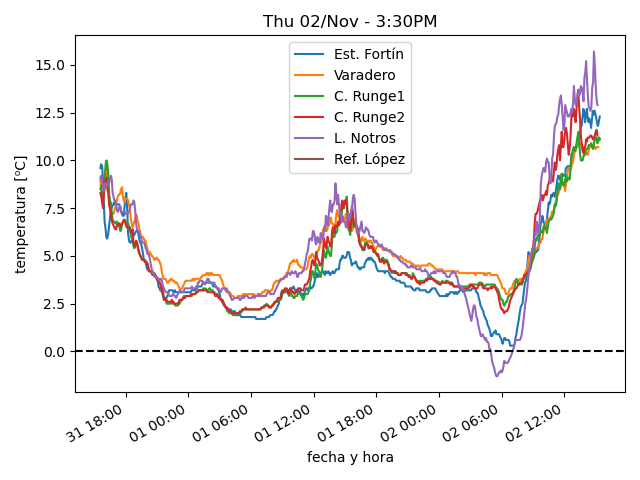 Thu 02/Nov - 3:30PM
Est. Fortín
Varadero
C. Runge1
C. Runge2
L. Notros
Ref. López
temperatura [ºC]
15.0
12.5
10.0
7.5
5.0
2.5
0.0
31 18:00
01 00:00
01 06:00
01 12:00
01 18:00
02 00:00
02 06:00
02 12:00
fecha y hora